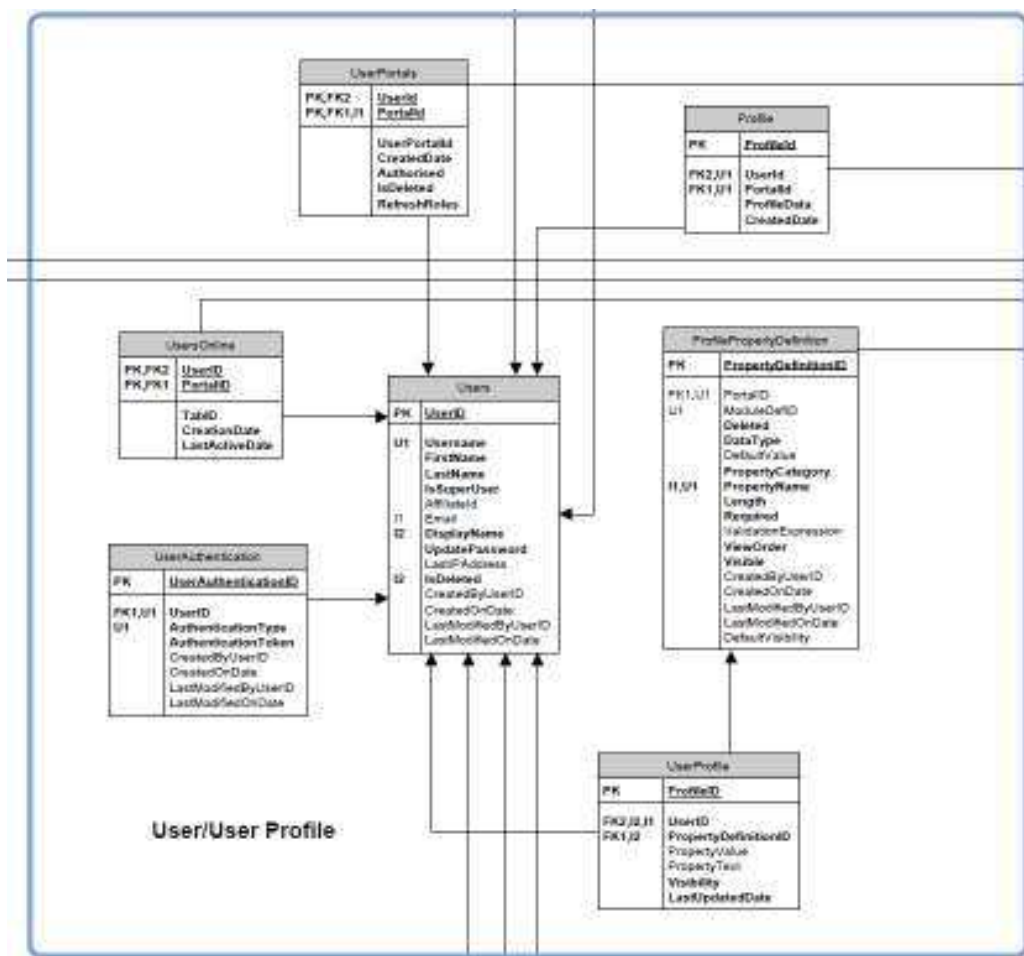 UserPortals
PK,FK2 UserId
PK,FK1,I1 PortalId
UserPortalId
CreatedDate
Authorised
IsDeleted
RefreshRoles
Profile
PK ProfileId
FK2,U1 UserId
FK1,U1 PortalId
ProfileData
CreatedDate
UsersOnline
PK,FK2 UserID
PK,FK1 PortalID
TabID
CreationDate
LastActiveDate
Users
PK UserID
U1 Username
FirstName
LastName
IsSuperUser
AffiliateId
I1 Email
I2 DisplayName
UpdatePassword
LastIPAddress
I2 IsDeleted
CreatedByUserID
CreatedOnDate
LastModifiedByUserID
LastModifiedOnDate
ProfilePropertyDefinition
PK PropertyDefinitionID
FK1,U1 PortalID
U1 ModuleDefID
Deleted
DataType
DefaultValue
PropertyCategory
I1,U1 PropertyName
Length
Required
ValidationExpression
ViewOrder
Visible
CreatedByUserID
CreatedOnDate
LastModifiedByUserID
LastModifiedOnDate
DefaultVisibility
UserAuthentication
PK UserAuthenticationID
FK1,U1 UserID
U1 AuthenticationType
AuthenticationToken
CreatedByUserID
CreatedOnDate
LastModifiedByUserID
LastModifiedOnDate
UserProfile
PK ProfileID
FK2,I2,I1 UserID
FK1,I2 PropertyDefinitionID
PropertyValue
PropertyText
Visibility
LastUpdatedDate
User/User Profile